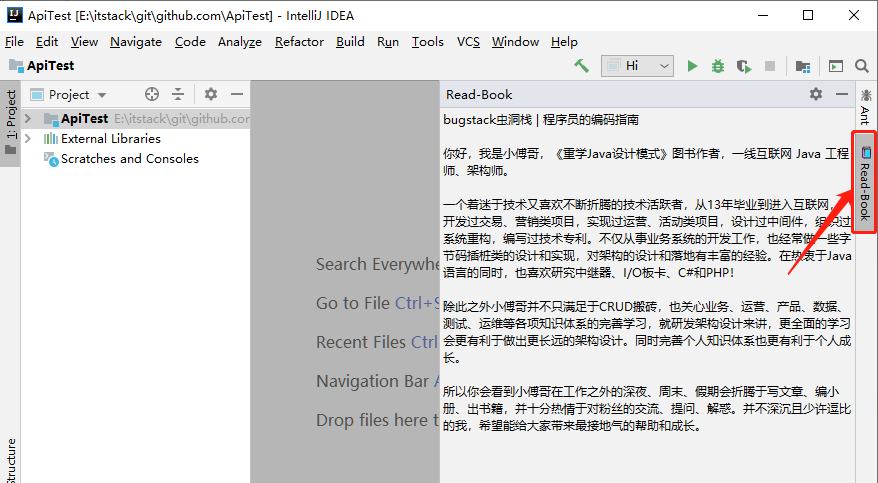 ApiTest [E:\itstack\git\github.com\ApiTest] - IntelliJ IDEA
File Edit View Navigate Code Analyze Refactor Build Run Tools VCS Window Help
ApiTest
Hi
1: Project
Project
ApiTest E:\itstack\git\github.com
External Libraries
Scratches and Consoles
Structure
Search Everywhe
Go to File Ctrl+S
Recent Files Ctrl
Navigation Bar A
Drop files here t
Read-Book
bugstack虫洞栈 | 程序员的编码指南
你好，我是小傅哥，《重学Java设计模式》图书作者，一线互联网 Java 工程
师、架构师。
一个着迷于技术又喜欢不断折腾的技术活跃者，从13年毕业到进入互联网，
开发过交易、营销类项目，实现过运营、活动类项目，设计过中间件，组织过
系统重构，编写过技术专利。不仅从事业务系统的开发工作，也经常做一些字
节码插桩类的设计和实现，对架构的设计和落地有丰富的经验。在热衷于Java
语言的同时，也喜欢研究中继器、I/O板卡、C#和PHP！
除此之外小傅哥并不只满足于CRUD搬砖，也关心业务、运营、产品、数据、
测试、运维等各项知识体系的完善学习，就研发架构设计来讲，更全面的学习
会更有利于做出更长远的架构设计。同时完善个人知识体系也更有利于个人成
长。
所以你会看到小傅哥在工作之外的深夜、周末、假期会折腾于写文章、编小
册、出书籍，并十分热情于对粉丝的交流、提问、解惑。并不深沉且少许逗比
的我，希望能给大家带来最接地气的帮助和成长。
Ant
Read-Book